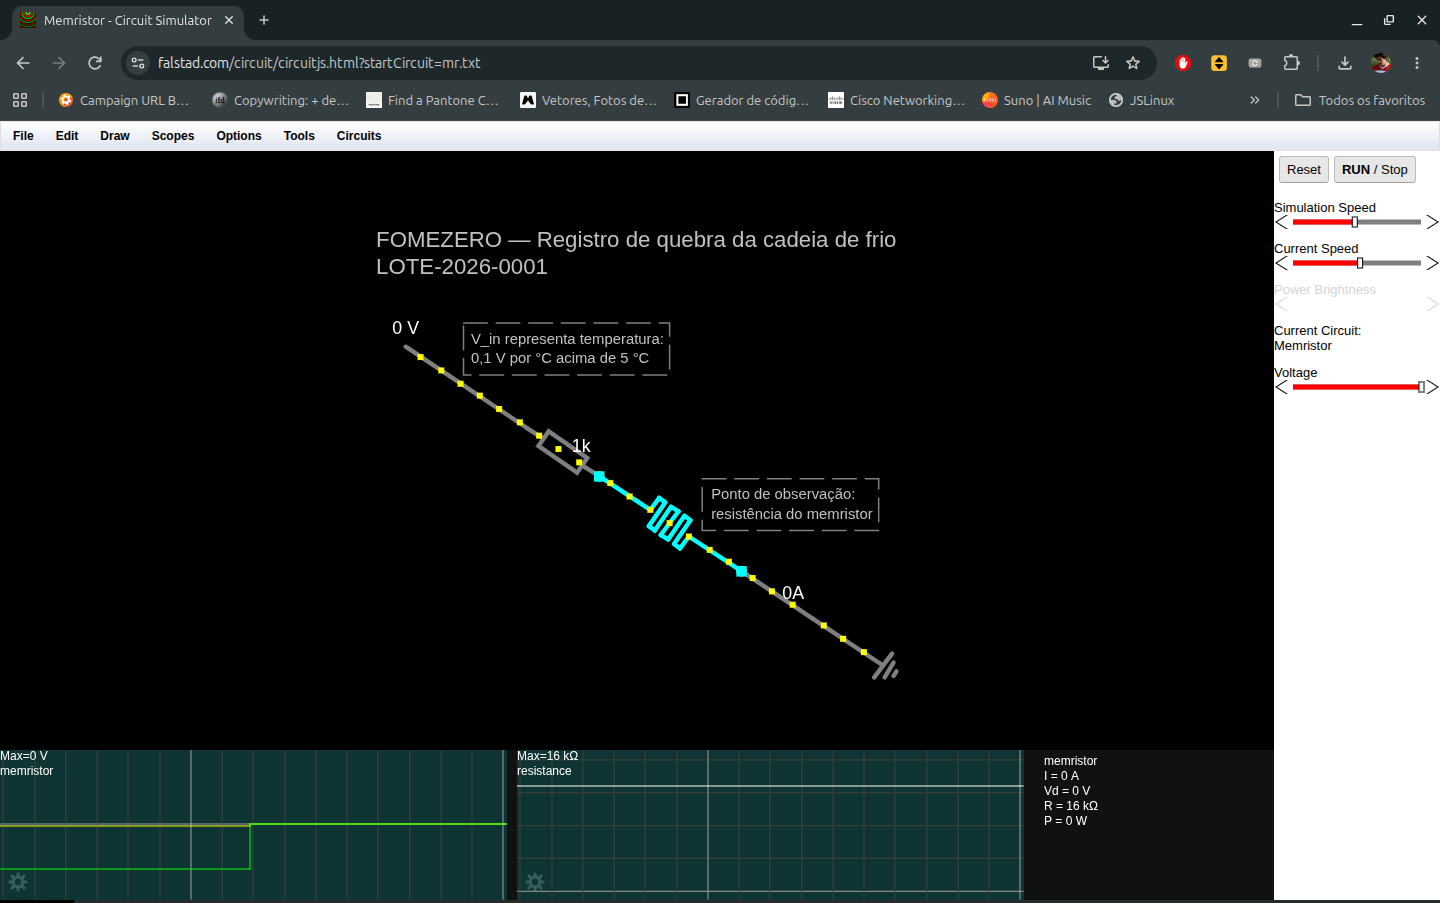 Memristor - Circuit Simulator
falstad.com/circuit/circuitjs.html?startCircuit=mr.txt
Campaign URL B...
Copywriting: + de...
Find a Pantone C...
Vetores, Fotos de...
Gerador de códig...
Cisco Networking...
Suno | AI Music
JSLinux
Todos os favoritos
File
Edit
Draw
Scopes
Options
Tools
Circuits
Reset
RUN / Stop
Simulation Speed
Current Speed
Power Brightness
Current Circuit:
Memristor
Voltage
FOMEZERO — Registro de quebra da cadeia de frio
LOTE-2026-0001
0 V
V_in representa temperatura:
0,1 V por °C acima de 5 °C
1k
Ponto de observação:
resistência do memristor
0A
Max=0 V
memristor
Max=16 kΩ
resistance
memristor
I = 0 A
Vd = 0 V
R = 16 kΩ
P = 0 W